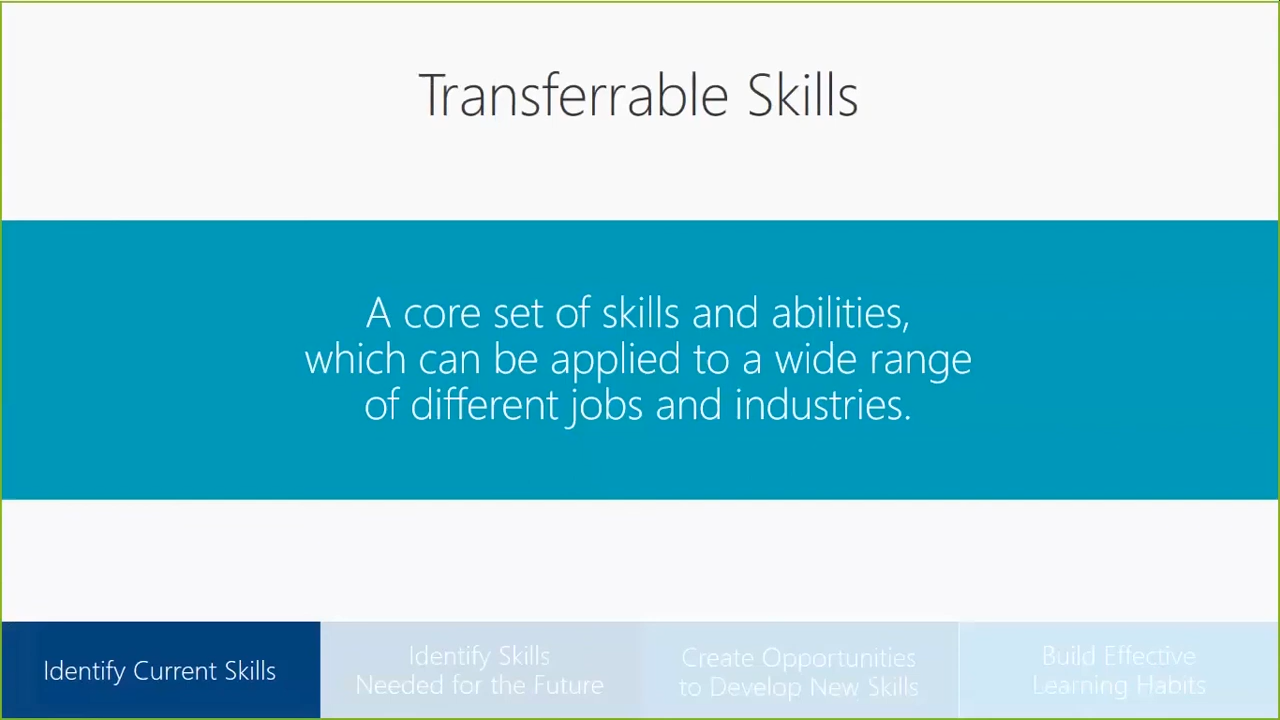 Transferrable Skills
A core set of skills and abilities,
which can be applied to a wide range
of different jobs and industries.
Identify Current Skills
Identify Skills
Needed for the Future
Create Opportunities
to Develop New Skills
Build Effective
Learning Habits